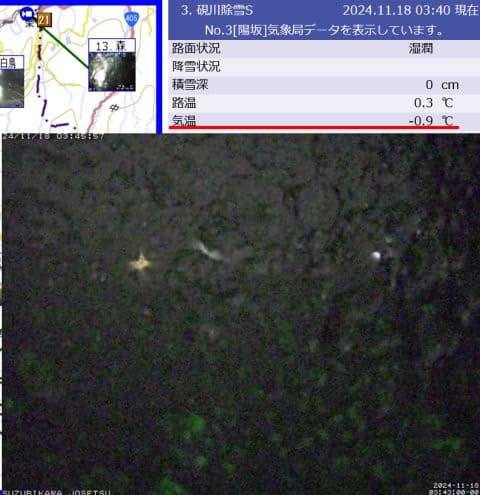 21
405
白鳥
13. 森
3. 硯川除雪S 2024.11.18 03:40 現在
No.3[陽坂]気象局データを表示しています。
路面状況 湿潤
降雪状況
積雪深 0 cm
路温 0.3 ℃
気温 -0.9 ℃
24/11/18 03:45:57
SUZURIKAWA JOSETSU
2024-11-18
03:43:00-00